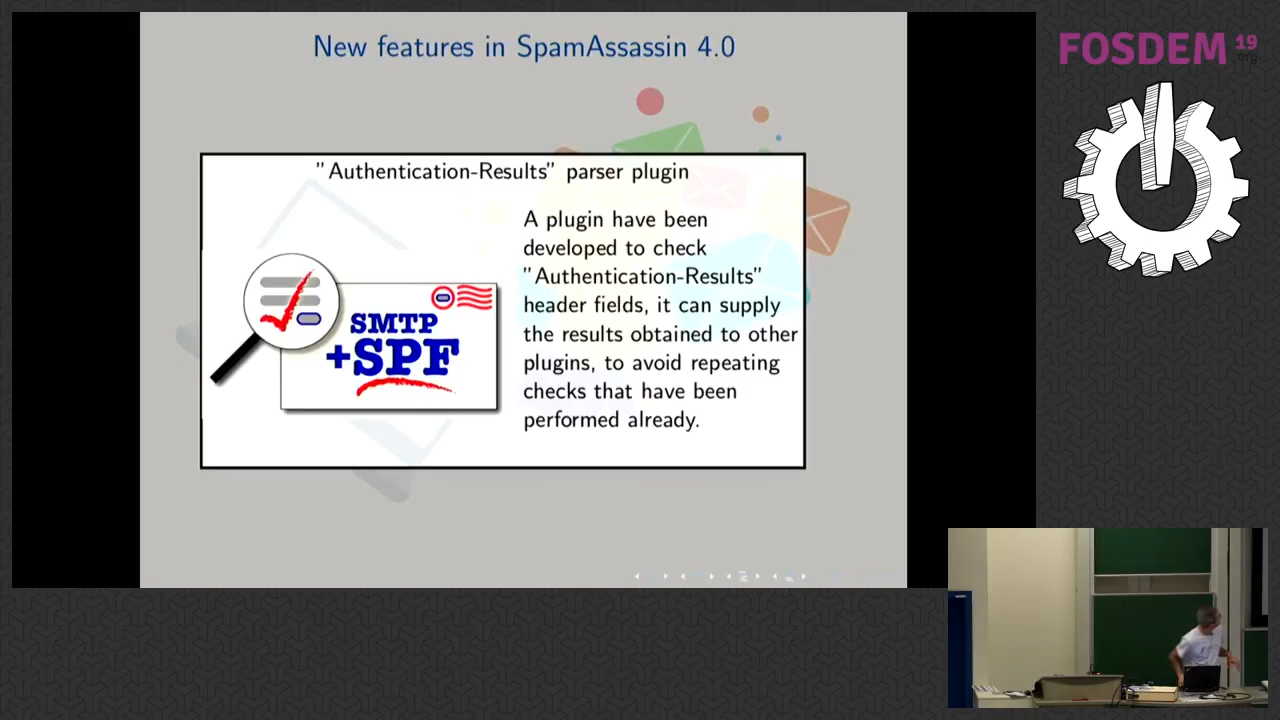 New features in SpamAssassin 4.0
FOSDEM 19
.org
"Authentication-Results" parser plugin
A plugin have been
developed to check
"Authentication-Results"
header fields, it can supply
the results obtained to other
plugins, to avoid repeating
checks that have been
performed already.
SMTP
+SPF